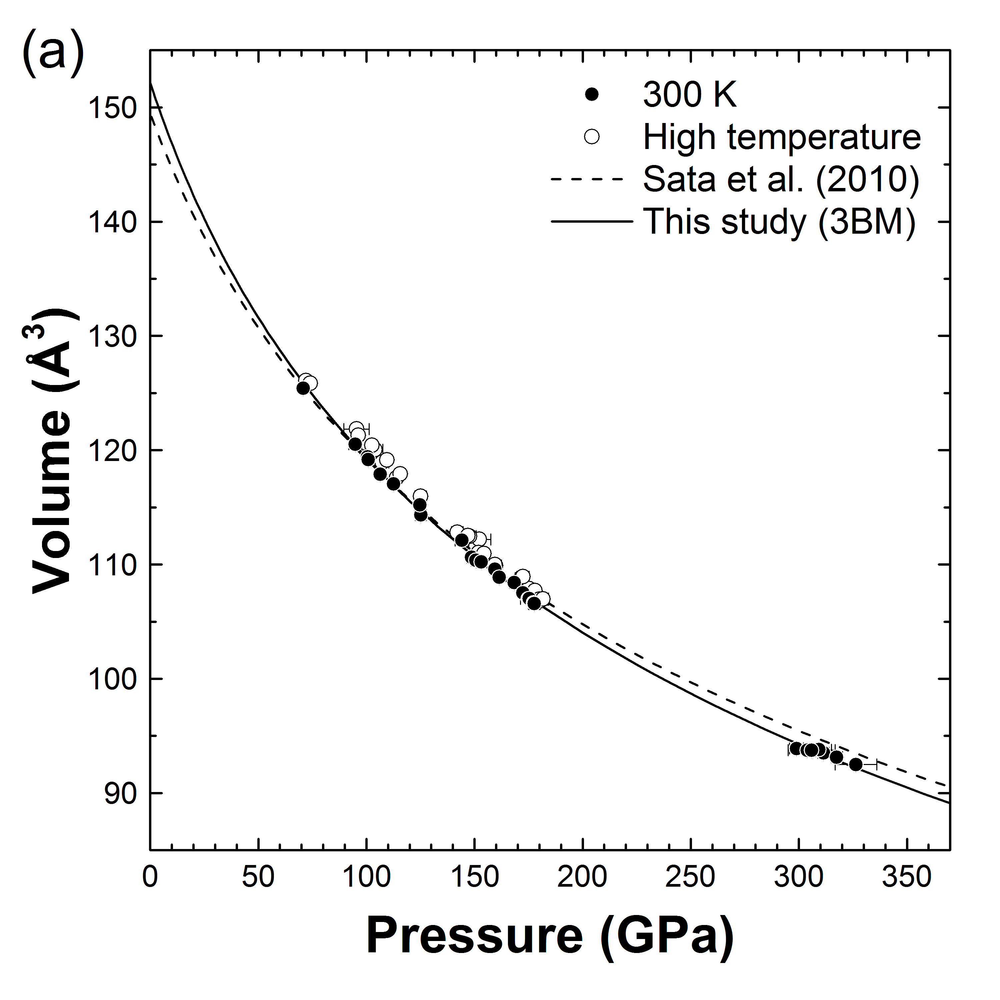 (a)
300 K
High temperature
Sata et al. (2010)
This study (3BM)
150
140
130
120
110
100
90
Volume (Å³)
0 50 100 150 200 250 300 350
Pressure (GPa)